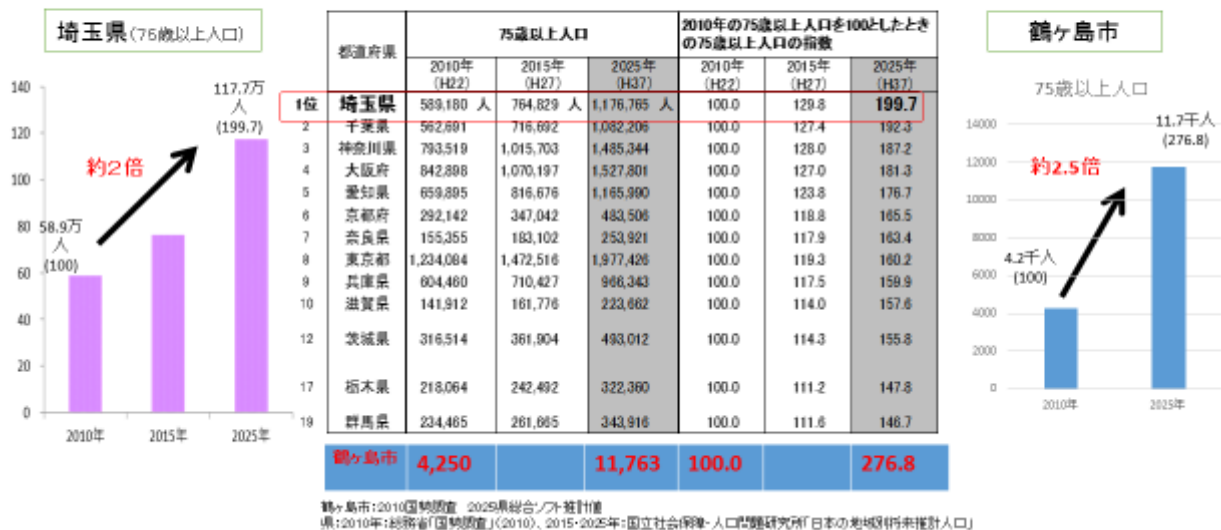 埼玉県(75歳以上人口)
117.7万
人
(199.7)
約2倍
58.9万
人
(100)
140
120
100
80
60
40
20
0
2010年
2015年
2025年
都道府県
75歳以上人口
2010年の75歳以上人口を100としたとき
の75歳以上人口の指数
2010年 2015年 2025年 2010年 2015年 2025年
(H22) (H27) (H37) (H22) (H27) (H37)
1位 埼玉県 589,180 人 764,829 人 1,176,765 人 100.0 129.8 199.7
2 千葉県 562,691 716,692 1,082,206 100.0 127.4 192.3
3 神奈川県 793,519 1,015,703 1,485,344 100.0 128.0 187.2
4 大阪府 842,898 1,070,197 1,527,801 100.0 127.0 181.3
5 愛知県 659,895 816,676 1,165,990 100.0 123.8 176.7
6 京都府 292,142 347,042 483,506 100.0 118.8 165.5
7 奈良県 155,355 183,102 253,921 100.0 117.9 163.4
8 東京都 1,234,084 1,472,516 1,977,426 100.0 119.3 160.2
9 兵庫県 604,460 710,427 966,343 100.0 117.5 159.9
10 滋賀県 141,912 161,776 223,662 100.0 114.0 157.6
12 茨城県 316,514 361,904 493,012 100.0 114.3 155.8
17 栃木県 218,064 242,492 322,360 100.0 111.2 147.8
19 群馬県 234,465 261,665 343,916 100.0 111.6 146.7
鶴ヶ島市 4,250 11,763 100.0 276.8
鶴ヶ島市:2010国勢調査 2025県総合ソフト推計値
県:2010年:総務省「国勢調査」(2010)、2015・2025年:国立社会保障・人口問題研究所「日本の地域別将来推計人口」
鶴ヶ島市
75歳以上人口
11.7千人
(276.8)
約2.5倍
4.2千人
(100)
14000
12000
10000
8000
6000
4000
2000
0
2010年
2025年